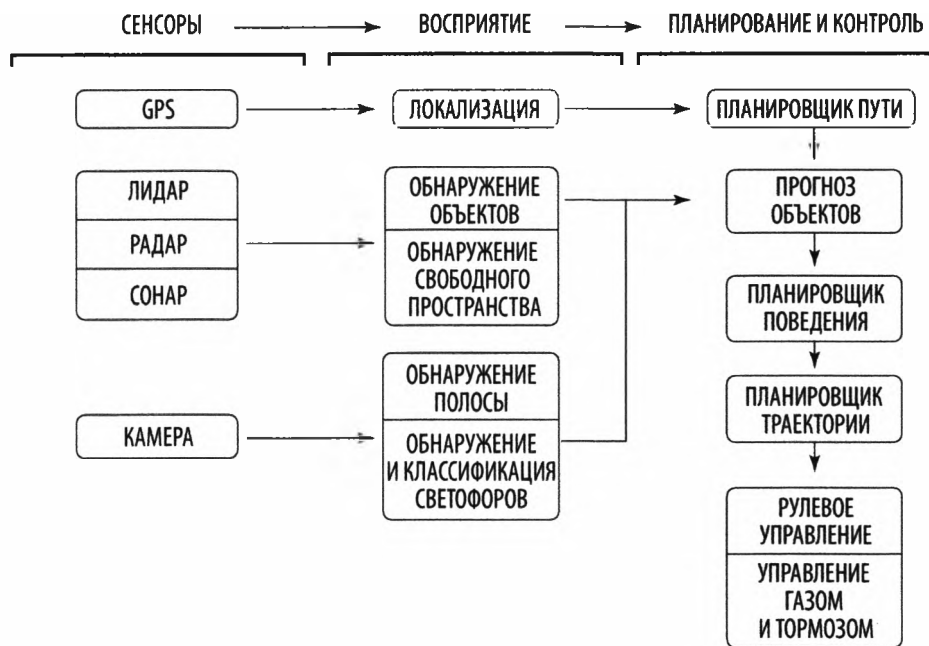 СЕНСОРЫ
ВОСПРИЯТИЕ
ПЛАНИРОВАНИЕ И КОНТРОЛЬ
GPS
ЛОКАЛИЗАЦИЯ
ПЛАНИРОВЩИК ПУТИ
ЛИДАР
РАДАР
СОНАР
ОБНАРУЖЕНИЕ
ОБЪЕКТОВ
ОБНАРУЖЕНИЕ
СВОБОДНОГО
ПРОСТРАНСТВА
ПРОГНОЗ
ОБЪЕКТОВ
ПЛАНИРОВЩИК
ПОВЕДЕНИЯ
КАМЕРА
ОБНАРУЖЕНИЕ
ПОЛОСЫ
ОБНАРУЖЕНИЕ
И КЛАССИФИКАЦИЯ
СВЕТОФОРОВ
ПЛАНИРОВЩИК
ТРАЕКТОРИИ
РУЛЕВОЕ
УПРАВЛЕНИЕ
УПРАВЛЕНИЕ
ГАЗОМ
И ТОРМОЗОМ